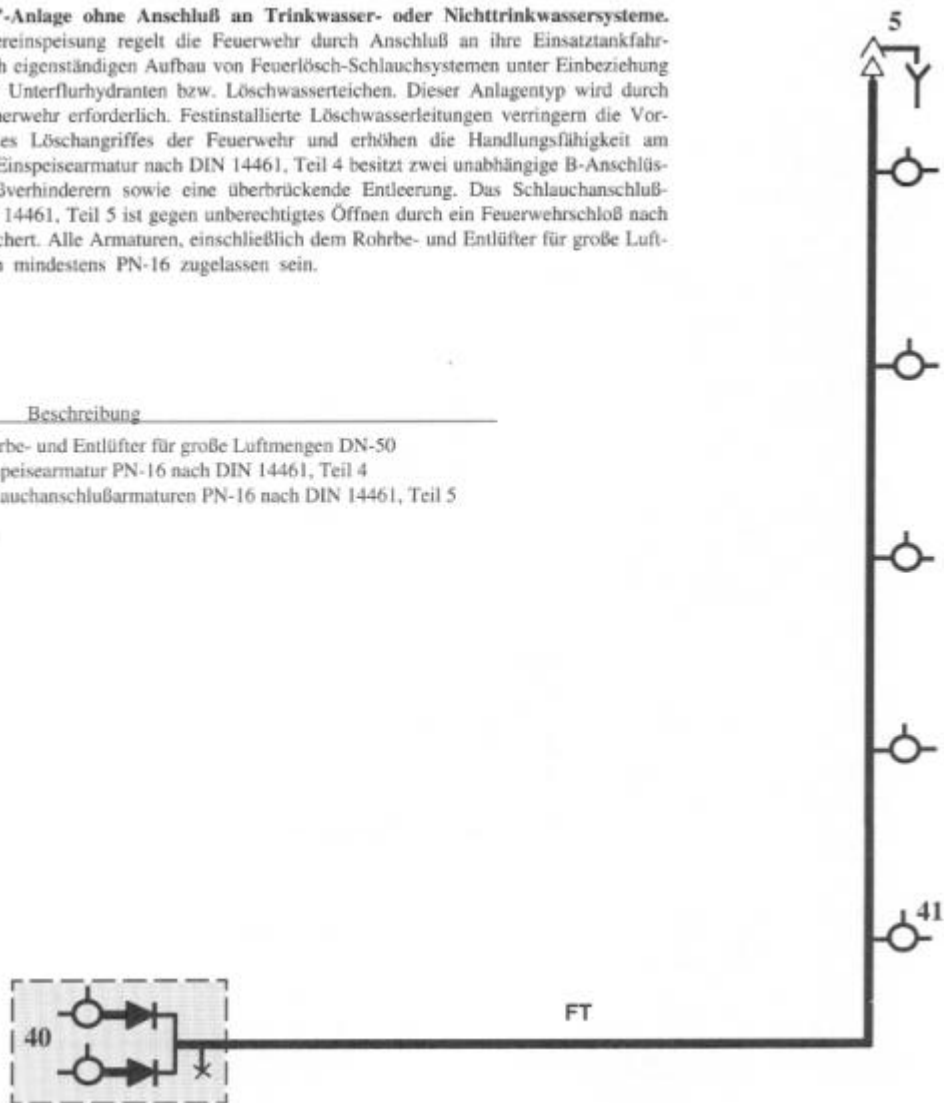 -Anlage ohne Anschluß an Trinkwasser- oder Nichttrinkwassersysteme.
ereinspeisung regelt die Feuerwehr durch Anschluß an ihre Einsatztankfahr-
h eigenständigen Aufbau von Feuerlösch-Schlauchsystemen unter Einbeziehung
Unterflurhydranten bzw. Löschwasserteichen. Dieser Anlagentyp wird durch
erwehr erforderlich. Festinstallierte Löschwasserleitungen verringern die Vor-
es Löschangriffes der Feuerwehr und erhöhen die Handlungsfähigkeit am
Einspeisearmatur nach DIN 14461, Teil 4 besitzt zwei unabhängige B-Anschlüs-
ßverhinderern sowie eine überbrückende Entleerung. Das Schlauchanschluß-
14461, Teil 5 ist gegen unberechtigtes Öffnen durch ein Feuerwehrschloß nach
chert. Alle Armaturen, einschließlich dem Rohrbe- und Entlüfter für große Luft-
n mindestens PN-16 zugelassen sein.
Beschreibung
rbe- und Entlüfter für große Luftmengen DN-50
peisearmatur PN-16 nach DIN 14461, Teil 4
auchanschlußarmaturen PN-16 nach DIN 14461, Teil 5
5
41
FT
40